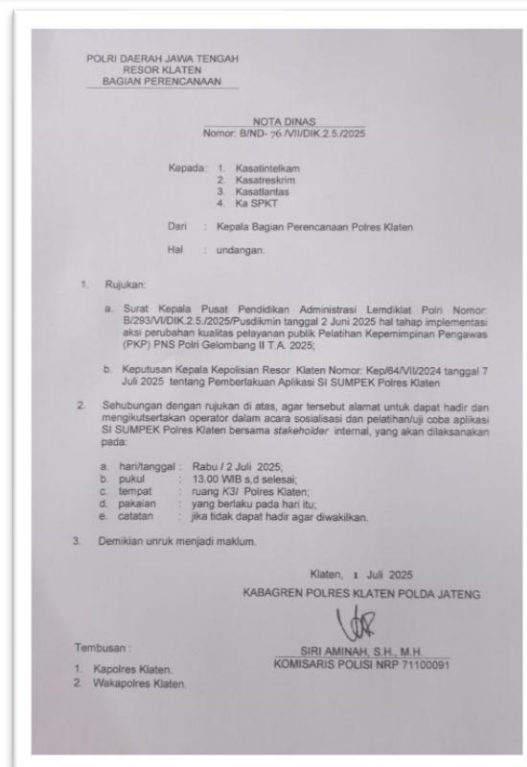 POLRI DAERAH JAWA TENGAH
RESOR KLATEN
BAGIAN PERENCANAAN
NOTA DINAS
Nomor: B/ND- 76 /VII/DIK.2.5./2025
Kepada: 1. Kasatintelkam
2. Kasatreskrim
3. Kasatlantas
4. Ka SPKT
Dari : Kepala Bagian Perencanaan Polres Klaten
Hal : undangan.
1. Rujukan:
a. Surat Kepala Pusat Pendidikan Administrasi Lemdiklat Polri Nomor:
B/293/VI/DIK.2.5./2025/Pusdikmin tanggal 2 Juni 2025 hal tahap implementasi
aksi perubahan kualitas pelayanan publik Pelatihan Kepemimpinan Pengawas
(PKP) PNS Polri Gelombang II T.A. 2025;
b. Keputusan Kepala Kepolisian Resor Klaten Nomor: Kep/64/VII/2024 tanggal 7
Juli 2025 tentang Pemberlakuan Aplikasi SI SUMPEK Polres Klaten
2. Sehubungan dengan rujukan di atas, agar tersebut alamat untuk dapat hadir dan
mengikutsertakan operator dalam acara sosialisasi dan pelatihan/uji coba aplikasi
SI SUMPEK Polres Klaten bersama stakeholder internal, yang akan dilaksanakan
pada:
a. hari/tanggal : Rabu / 2 Juli 2025;
b. pukul : 13.00 WIB s.d selesai;
c. tempat : ruang K3I Polres Klaten;
d. pakaian : yang berlaku pada hari itu;
e. catatan : jika tidak dapat hadir agar diwakilkan.
3. Demikian unruk menjadi maklum.
Klaten, 1 Juli 2025
KABAGREN POLRES KLATEN POLDA JATENG
SIRI AMINAH, S.H., M.H.
KOMISARIS POLISI NRP 71100091
Tembusan :
1. Kapolres Klaten.
2. Wakapolres Klaten.